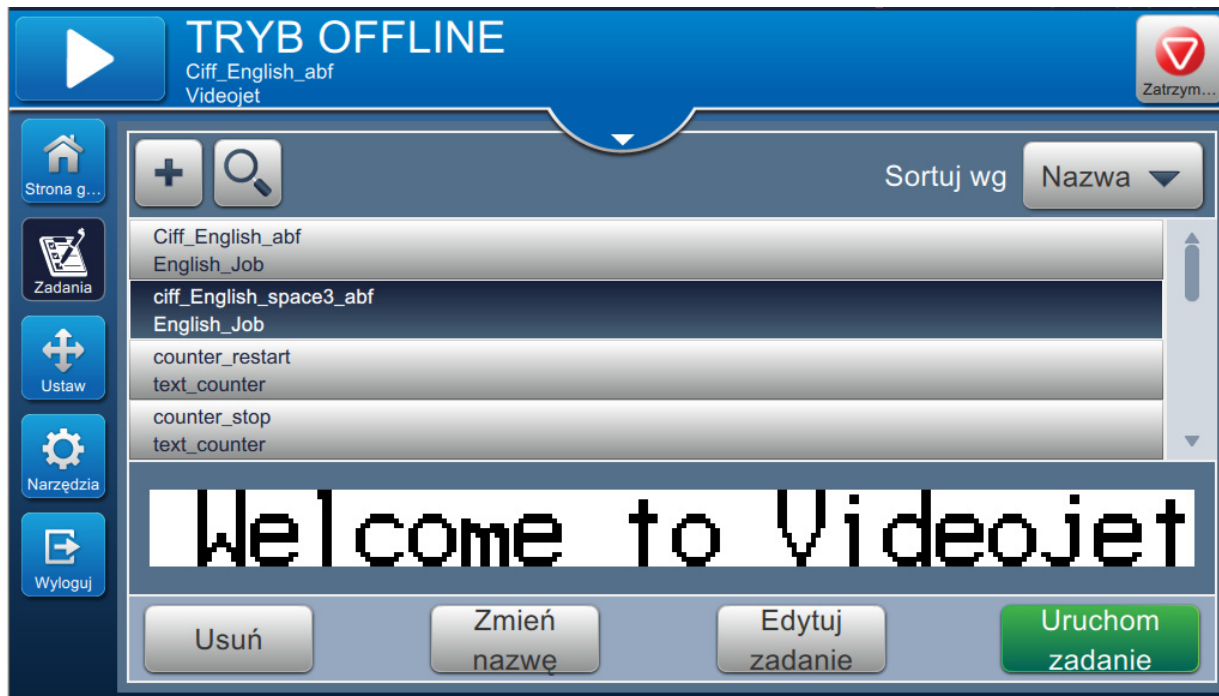 TRYB OFFLINE
Ciff_English_abf
Videojet
Zatrzym...
Strona g...
Sortuj wg
Nazwa
Zadania
Ciff_English_abf
English_Job
ciff_English_space3_abf
English_Job
counter_restart
text_counter
counter_stop
text_counter
Ustaw
Narzędzia
Wyloguj
Welcome to Videojet
Usuń
Zmień
nazwę
Edytuj
zadanie
Uruchom
zadanie